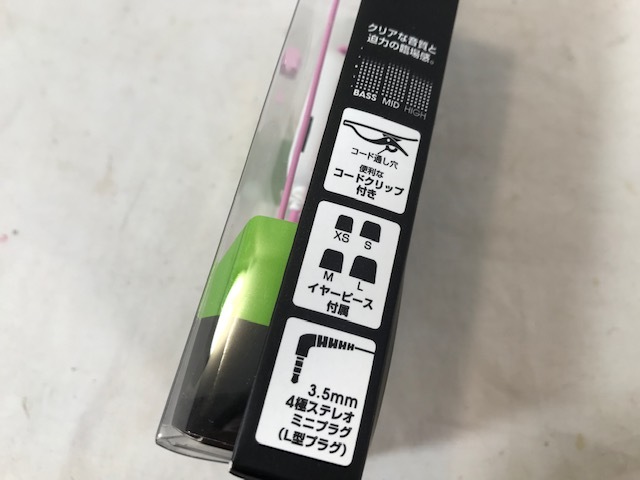 クリアな音質と
迫力の臨場感。
BASS MID HIGH
コード通し穴
便利な
コードクリップ
付き
XS S
M L
イヤーピース
付属
3.5mm
4極ステレオ
ミニプラグ
(L型プラグ)